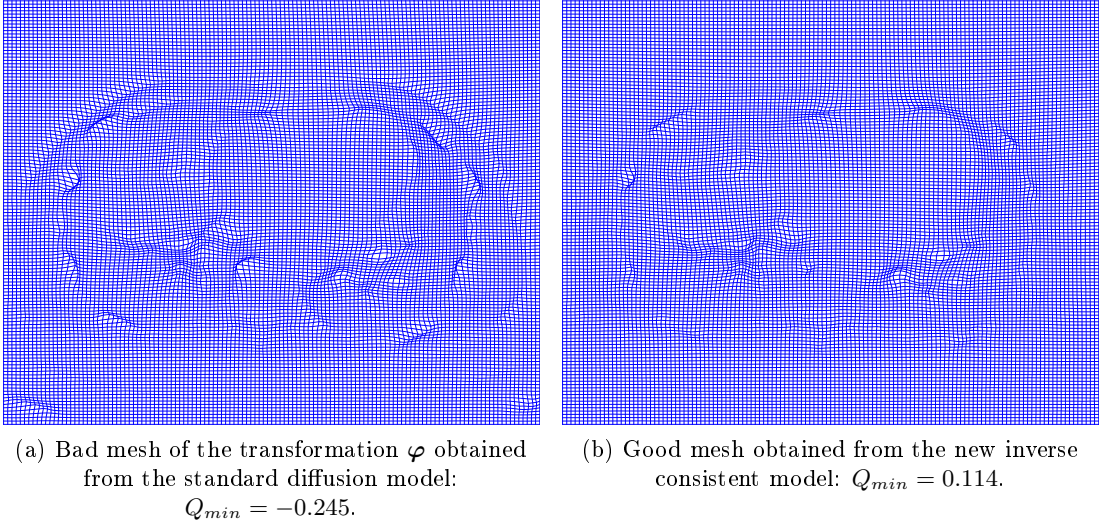 (a) Bad mesh of the transformation φ obtained
from the standard diffusion model:
Q_min = −0.245.
(b) Good mesh obtained from the new inverse
consistent model: Q_min = 0.114.